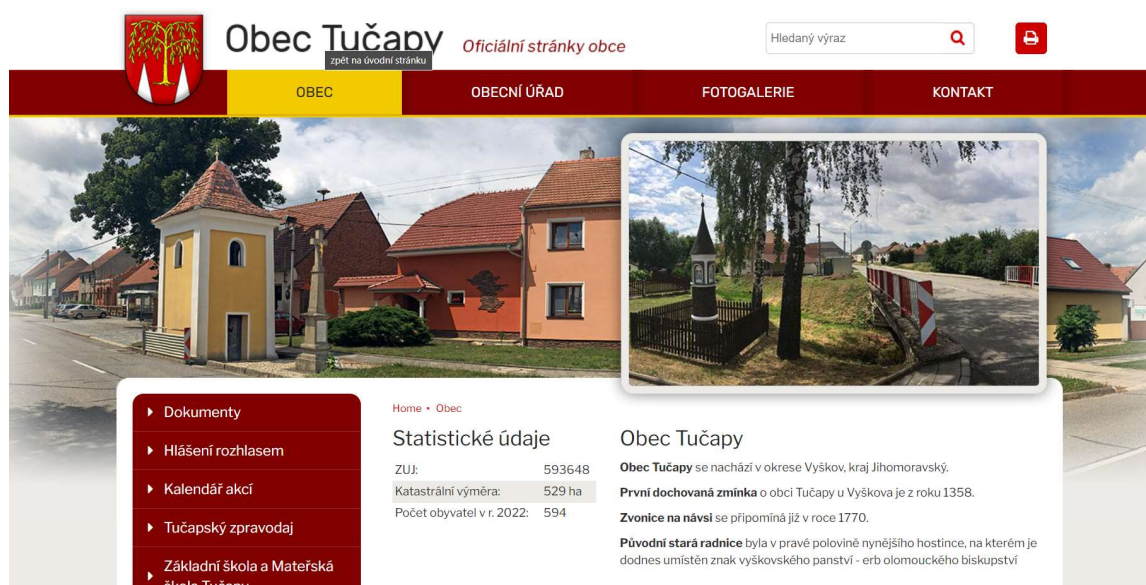 Obec Tučapy
Oficiální stránky obce
Hledaný výraz
zpět na úvodní stránku
OBEC
OBECNÍ ÚŘAD
FOTOGALERIE
KONTAKT
Dokumenty
Hlášení rozhlasem
Kalendář akcí
Tučapský zpravodaj
Základní škola a Mateřská
škola Tučapy
Home • Obec
Statistické údaje
ZUJ: 593648
Katastrální výměra: 529 ha
Počet obyvatel v r. 2022: 594
Obec Tučapy
Obec Tučapy se nachází v okrese Vyškov, kraj Jihomoravský.
První dochovaná zmínka o obci Tučapy u Vyškova je z roku 1358.
Zvonice na návsi se připomíná již v roce 1770.
Původní stará radnice byla v pravé polovině nynějšího hostince, na kterém je
dodnes umístěn znak vyškovského panství - erb olomouckého biskupství